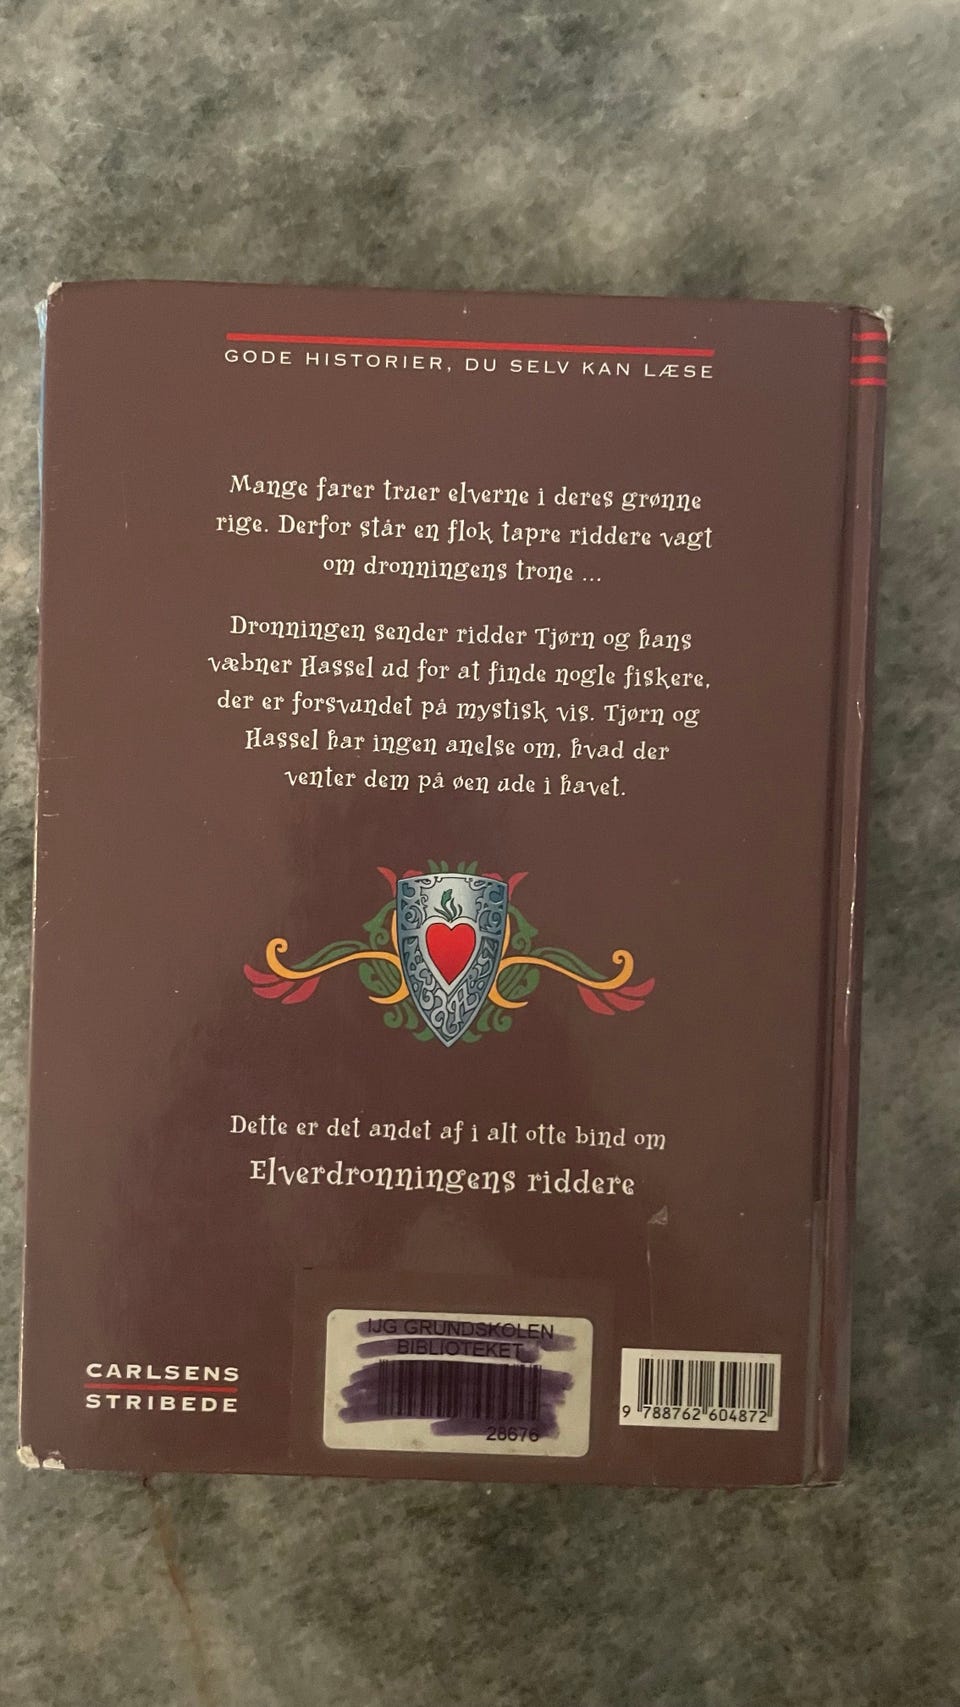 GODE HISTORIER, DU SELV KAN LÆSE
Mange farer truer elverne i deres grønne
rige. Derfor står en flok tapre riddere vagt
om dronningens trone ...
Dronningen sender ridder Tjørn og hans
væbner Hassel ud for at finde nogle fiskere,
der er forsvundet på mystisk vis. Tjørn og
Hassel har ingen anelse om, hvad der
venter dem på øen ude i havet.
Dette er det andet af i alt otte bind om
Elverdronningens riddere
IJG GRUNDSKOLEN
BIBLIOTEKET
28676
CARLSENS
STRIBEDE
9 788762 604872